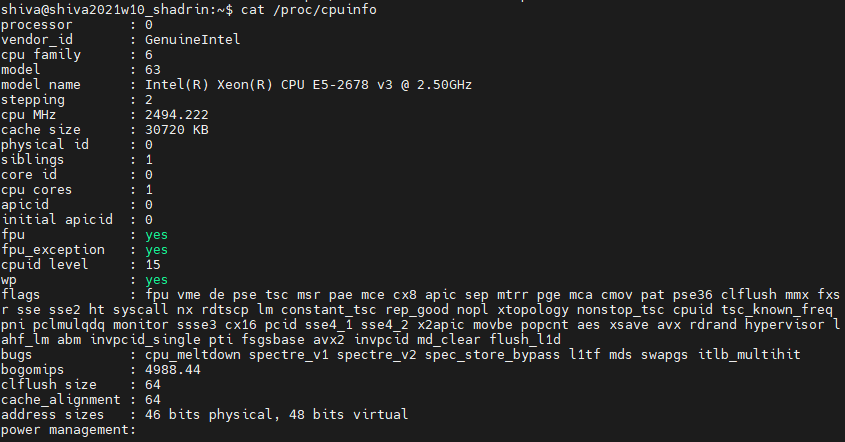 shiva@shiva2021w10_shadrin:~$ cat /proc/cpuinfo
processor : 0
vendor_id : GenuineIntel
cpu family : 6
model : 63
model name : Intel(R) Xeon(R) CPU E5-2678 v3 @ 2.50GHz
stepping : 2
cpu MHz : 2494.222
cache size : 30720 KB
physical id : 0
siblings : 1
core id : 0
cpu cores : 1
apicid : 0
initial apicid : 0
fpu : yes
fpu_exception : yes
cpuid level : 15
wp : yes
flags : fpu vme de pse tsc msr pae mce cx8 apic sep mtrr pge mca cmov pat pse36 clflush mmx fxs
r sse sse2 ht syscall nx rdtscp lm constant_tsc rep_good nopl xtopology nonstop_tsc cpuid tsc_known_freq
pni pclmulqdq monitor ssse3 cx16 pcid sse4_1 sse4_2 x2apic movbe popcnt aes xsave avx rdrand hypervisor l
ahf_lm abm invpcid_single pti fsgsbase avx2 invpcid md_clear flush_l1d
bugs : cpu_meltdown spectre_v1 spectre_v2 spec_store_bypass l1tf mds swapgs itlb_multihit
bogomips : 4988.44
clflush size : 64
cache_alignment : 64
address sizes : 46 bits physical, 48 bits virtual
power management: